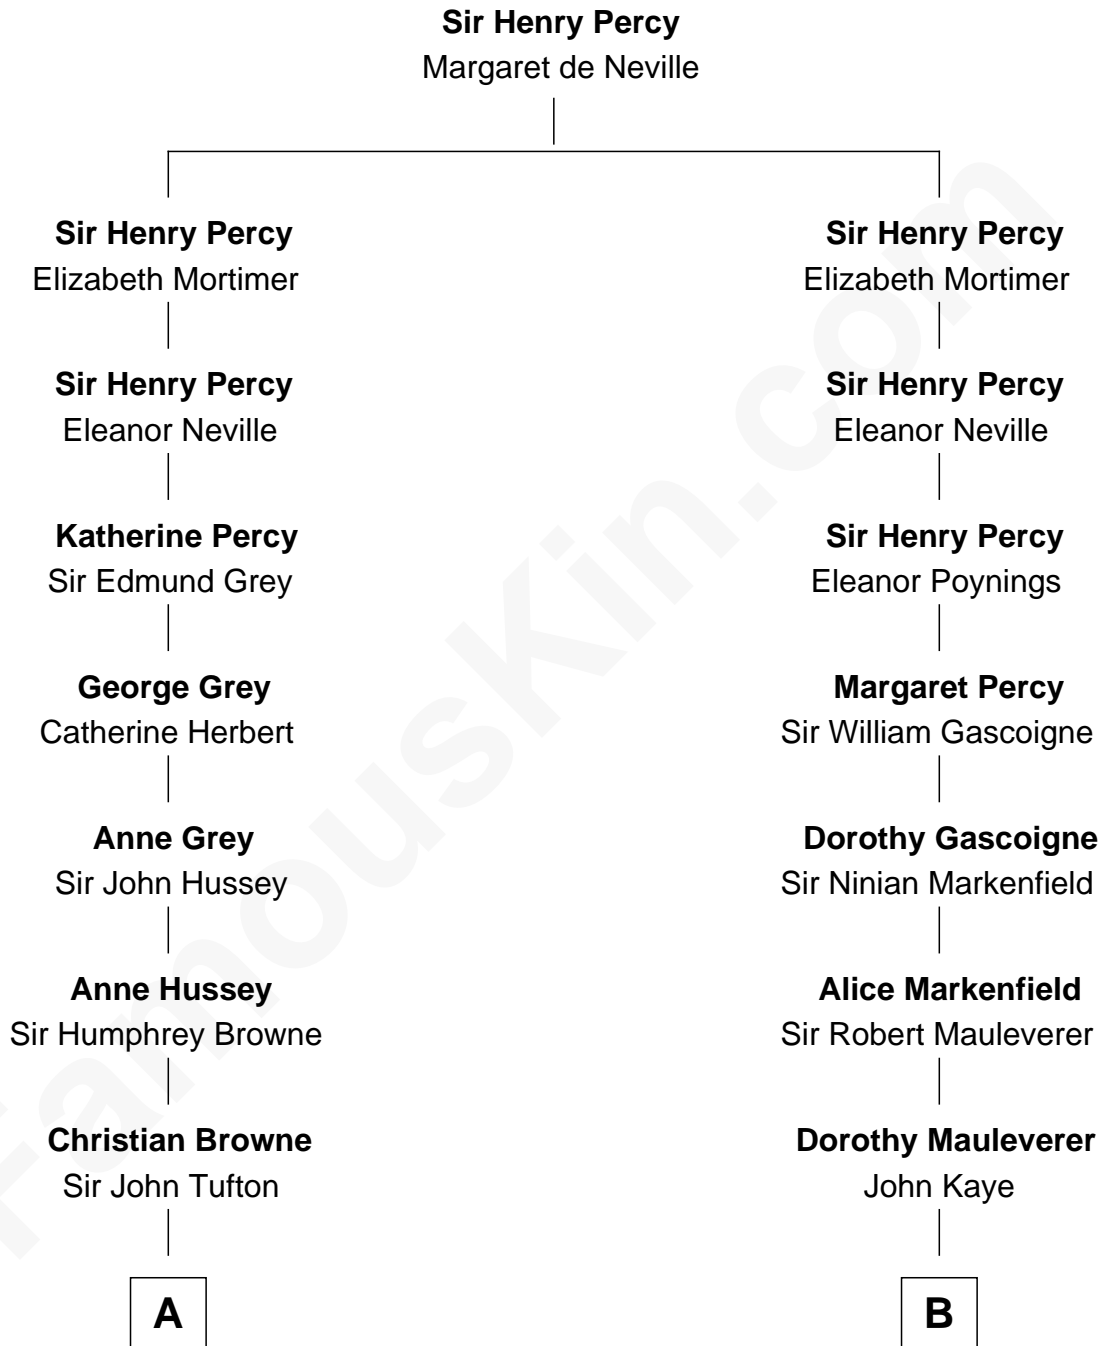 Sir Henry Percy
Margaret de Neville
Sir Henry Percy
Elizabeth Mortimer
Sir Henry Percy
Eleanor Neville
Katherine Percy
Sir Edmund Grey
George Grey
Catherine Herbert
Anne Grey
Sir John Hussey
Anne Hussey
Sir Humphrey Browne
Christian Browne
Sir John Tufton
A
Sir Henry Percy
Elizabeth Mortimer
Sir Henry Percy
Eleanor Neville
Sir Henry Percy
Eleanor Poynings
Margaret Percy
Sir William Gascoigne
Dorothy Gascoigne
Sir Ninian Markenfield
Alice Markenfield
Sir Robert Mauleverer
Dorothy Mauleverer
John Kaye
B
FamousKin.com